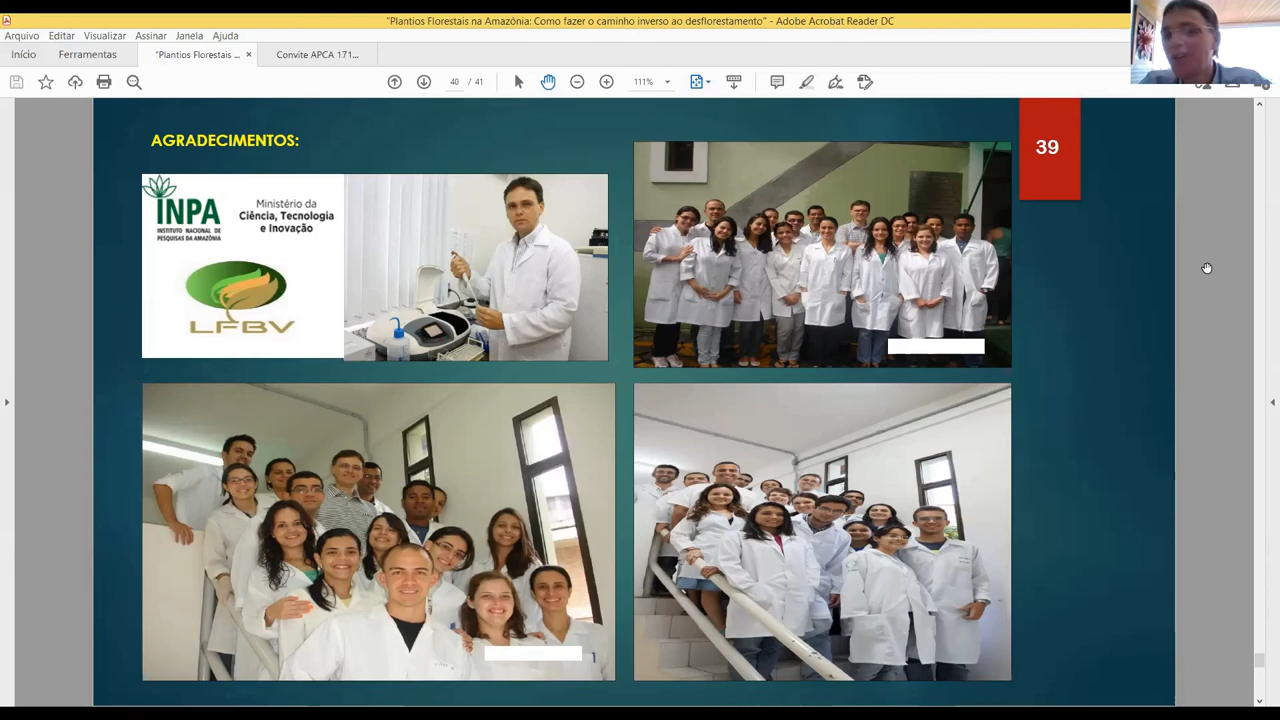 "Plantios Florestais na Amazônia: Como fazer o caminho inverso ao desflorestamento" - Adobe Acrobat Reader DC
Arquivo Editar Visualizar Assinar Janela Ajuda
Início Ferramentas "Plantios Florestais ... × Convite APCA 171...
40 / 41 111%
39
AGRADECIMENTOS:
INPA
INSTITUTO NACIONAL DE
PESQUISAS DA AMAZÔNIA
Ministério da
Ciência, Tecnologia
e Inovação
LFBV